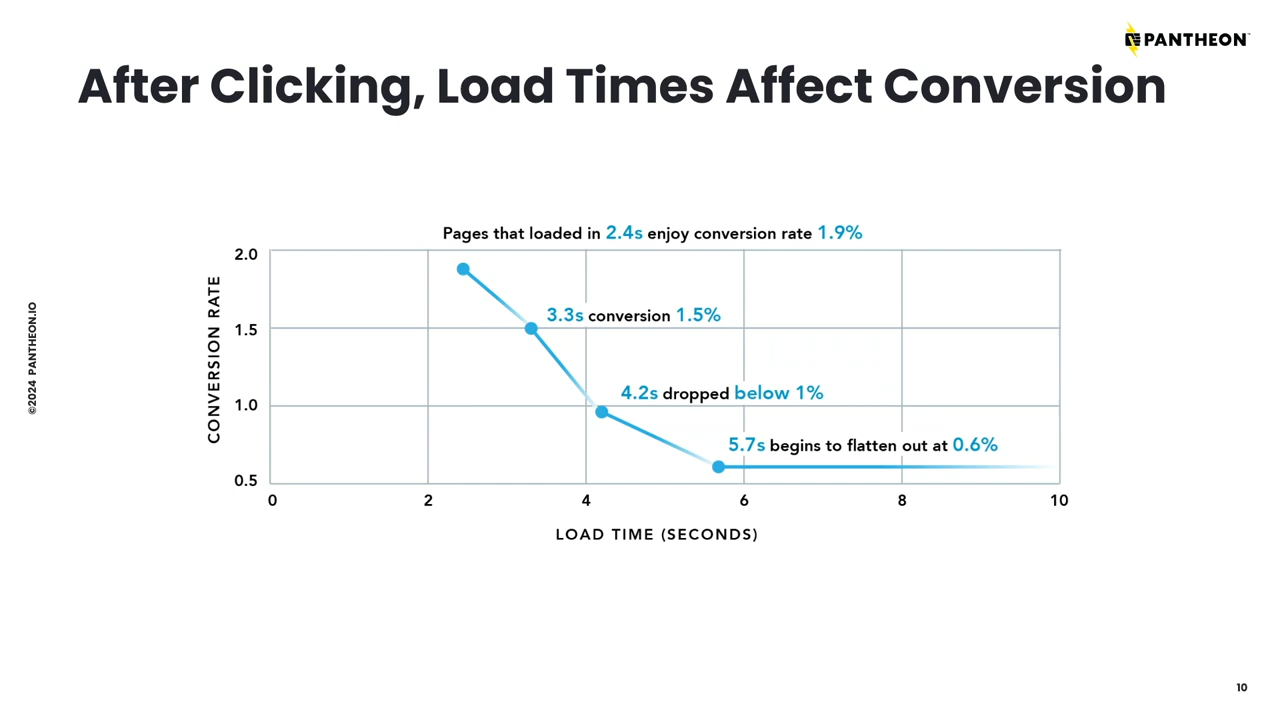 PANTHEON
After Clicking, Load Times Affect Conversion
Pages that loaded in 2.4s enjoy conversion rate 1.9%
2.0
3.3s conversion 1.5%
1.5
4.2s dropped below 1%
1.0
5.7s begins to flatten out at 0.6%
0.5
CONVERSION RATE
0 2 4 6 8 10
LOAD TIME (SECONDS)
©2024 PANTHEON.IO
10